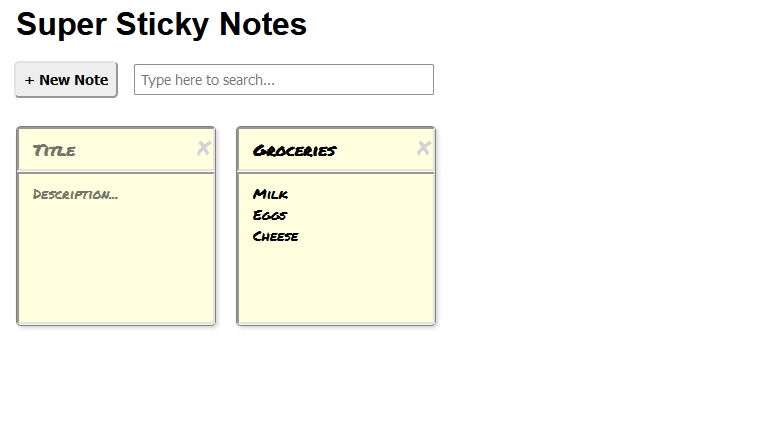 Super Sticky Notes
+ New Note
Type here to search...
Title
Description...
Groceries
Milk
Eggs
Cheese